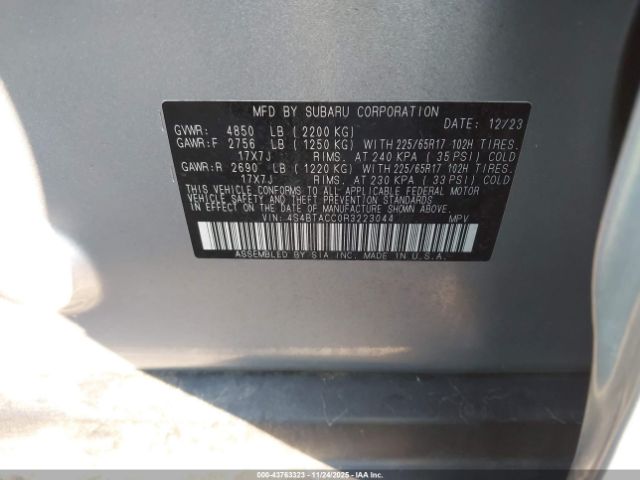 MFD BY SUBARU CORPORATION
DATE: 12/23
GVWR: 4850 LB (2200 KG)
GAWR:F 2756 LB (1250 KG) WITH 225/65R17 102H TIRES.
17X7J RIMS. AT 240 KPA (35 PSI) COLD
GAWR:R 2690 LB (1220 KG) WITH 225/65R17 102H TIRES.
17X7J RIMS. AT 230 KPA (33 PSI) COLD
THIS VEHICLE CONFORMS TO ALL APPLICABLE FEDERAL MOTOR
VEHICLE SAFETY AND THEFT PREVENTION STANDARDS
IN EFFECT ON THE DATE OF MANUFACTURE SHOWN ABOVE.
VIN: 4S4BTACC0R3223044 MPV
ASSEMBLED BY SIA INC. MADE IN U.S.A.
000-43763323 - 11/24/2025 - IAAI.COM